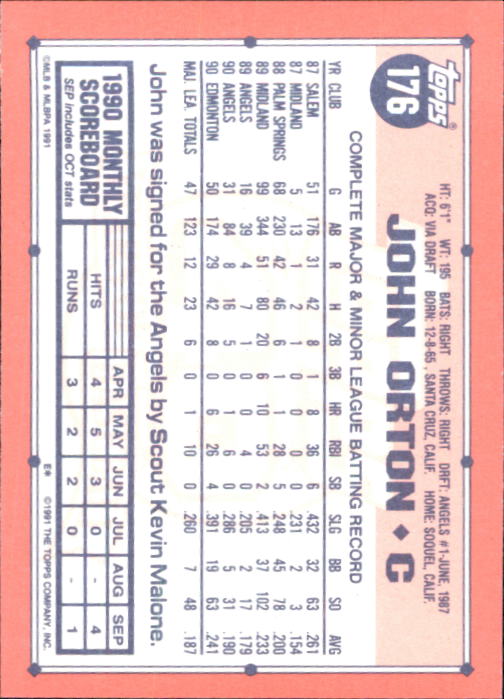 topps®
176
HT: 6'1" WT: 195 BATS: RIGHT THROWS: RIGHT DRFT: ANGELS #1-JUNE, 1987
ACQ: VIA DRAFT BORN: 12-8-65, SANTA CRUZ, CALIF. HOME: SOQUEL, CALIF.
JOHN ORTON ♦ C
COMPLETE MAJOR & MINOR LEAGUE BATTING RECORD
YR CLUB G AB R H 2B 3B HR RBI SB SLG BB SO AVG
87 SALEM 51 176 31 42 8 1 8 36 6 .432 32 63 .261
87 MIDLAND 5 13 1 2 1 0 0 0 0 .231 2 3 .154
88 PALM SPRINGS 68 230 42 46 6 1 1 28 5 .248 45 78 .200
89 MIDLAND 99 344 51 80 20 6 10 53 2 .413 37 102 .233
89 ANGELS 16 39 4 7 1 0 0 4 0 .205 2 17 .179
90 ANGELS 31 84 8 16 5 0 1 6 0 .286 5 31 .190
90 EDMONTON 50 174 29 42 8 0 6 26 4 .391 19 63 .241
MAJ. LEA. TOTALS 47 123 12 23 6 0 1 10 0 .260 7 48 .187
John was signed for the Angels by Scout Kevin Malone.
1990 MONTHLY SCOREBOARD
SEP includes OCT stats
APR MAY JUN JUL AUG SEP
HITS 4 5 3 0 - 4
RUNS 3 2 2 0 - 1
©MLB & MLBPA 1991 E* ©1991 THE TOPPS COMPANY, INC.